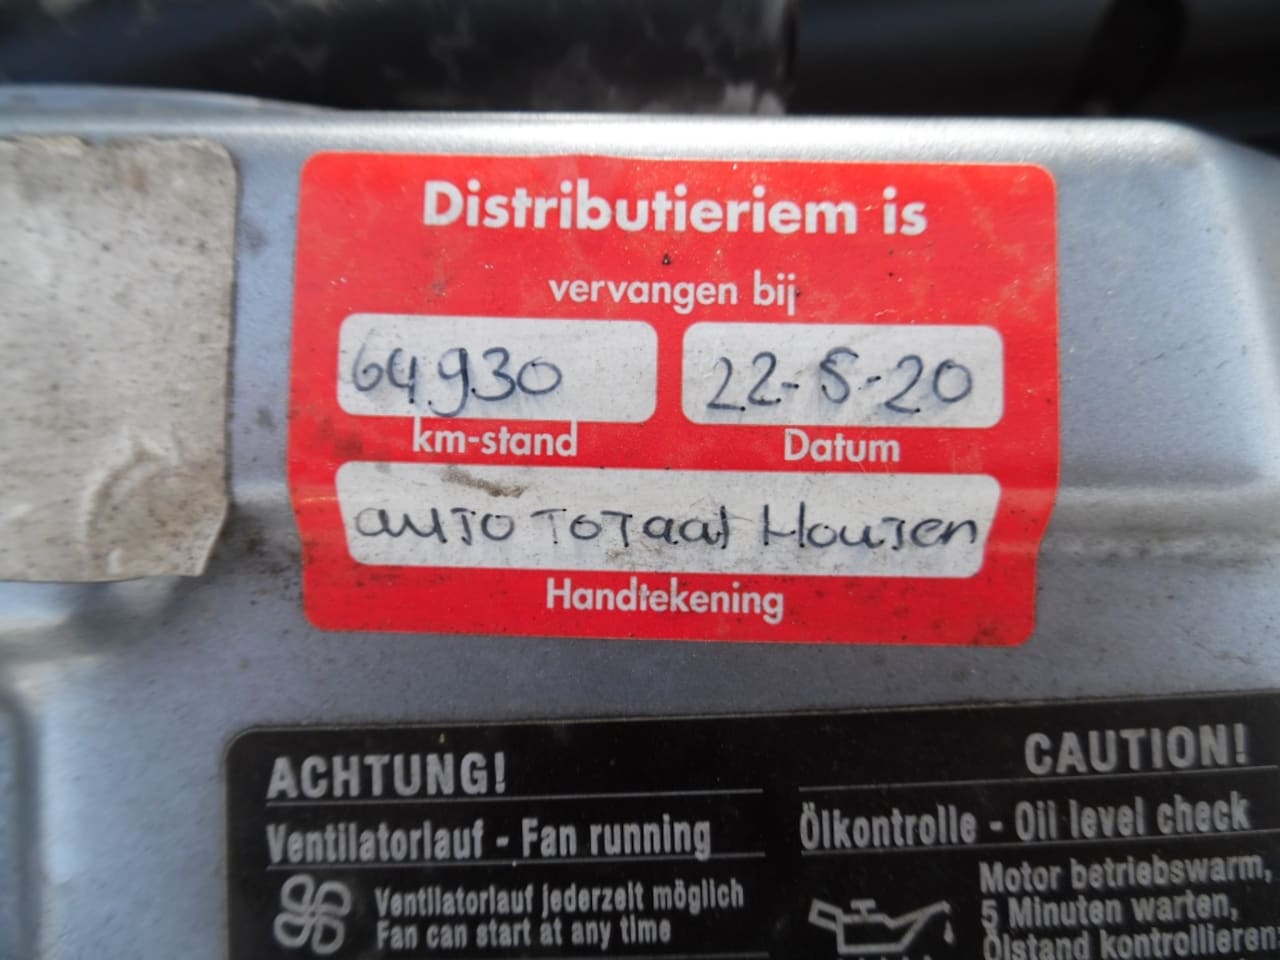 Distributieriem is
vervangen bij
64930 22-5-20
km-stand Datum
auto Totaal Houten
Handtekening
ACHTUNG! CAUTION!
Ventilatorlauf - Fan running
Ölkontrolle - Oil level check
Ventilatorlauf jederzeit möglich
Fan can start at any time
Motor betriebswarm,
5 Minuten warten,
Ölstand kontrollieren